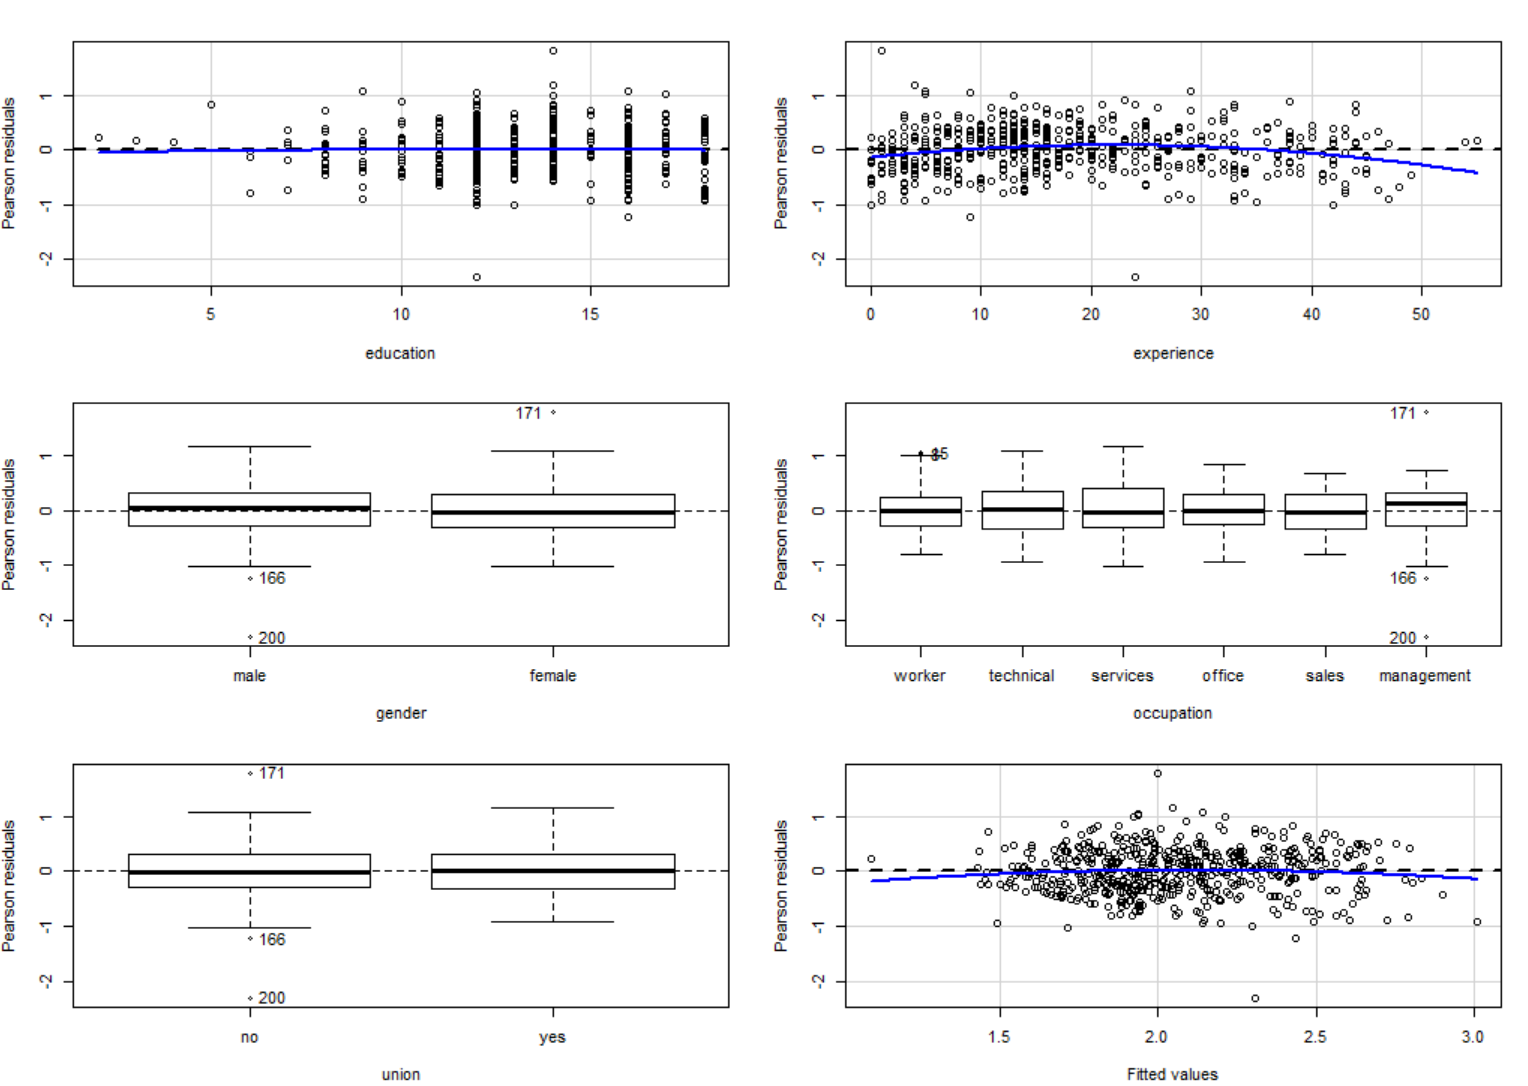 Pearson residuals
1
0
-1
-2
5
10
15
education
Pearson residuals
1
0
-1
-2
0
10
20
30
40
50
experience
Pearson residuals
1
0
-1
-2
171
166
200
male
female
gender
Pearson residuals
1
0
-1
-2
171
166
200
worker
technical
services
office
sales
management
occupation
Pearson residuals
1
0
-1
-2
171
166
200
no
yes
union
Pearson residuals
1
0
-1
-2
1.5
2.0
2.5
3.0
Fitted values